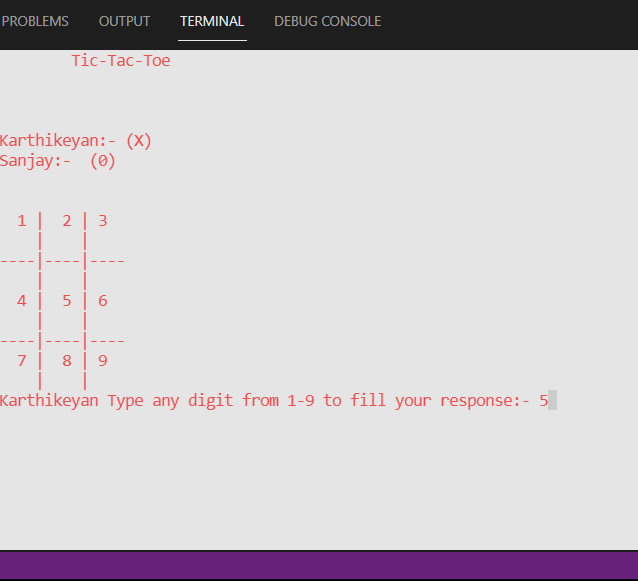 PROBLEMS OUTPUT TERMINAL DEBUG CONSOLE
Tic-Tac-Toe
Karthikeyan:- (X)
Sanjay:-  (0)
  1 |  2 | 3
    |    |
----|----|----
    |    |
  4 |  5 | 6
    |    |
----|----|----
  7 |  8 | 9
    |    |
Karthikeyan Type any digit from 1-9 to fill your response:- 5